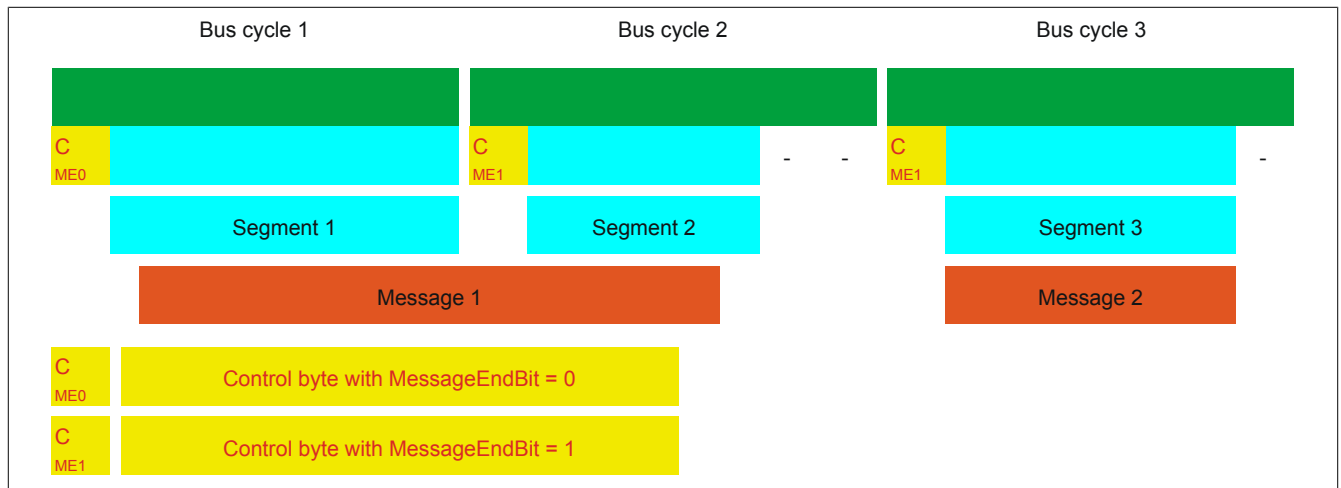 Bus cycle 1 Bus cycle 2 Bus cycle 3
C C - - C -
ME0 ME1 ME1
Segment 1 Segment 2 Segment 3
Message 1 Message 2
C
ME0
Control byte with MessageEndBit = 0
C
ME1
Control byte with MessageEndBit = 1